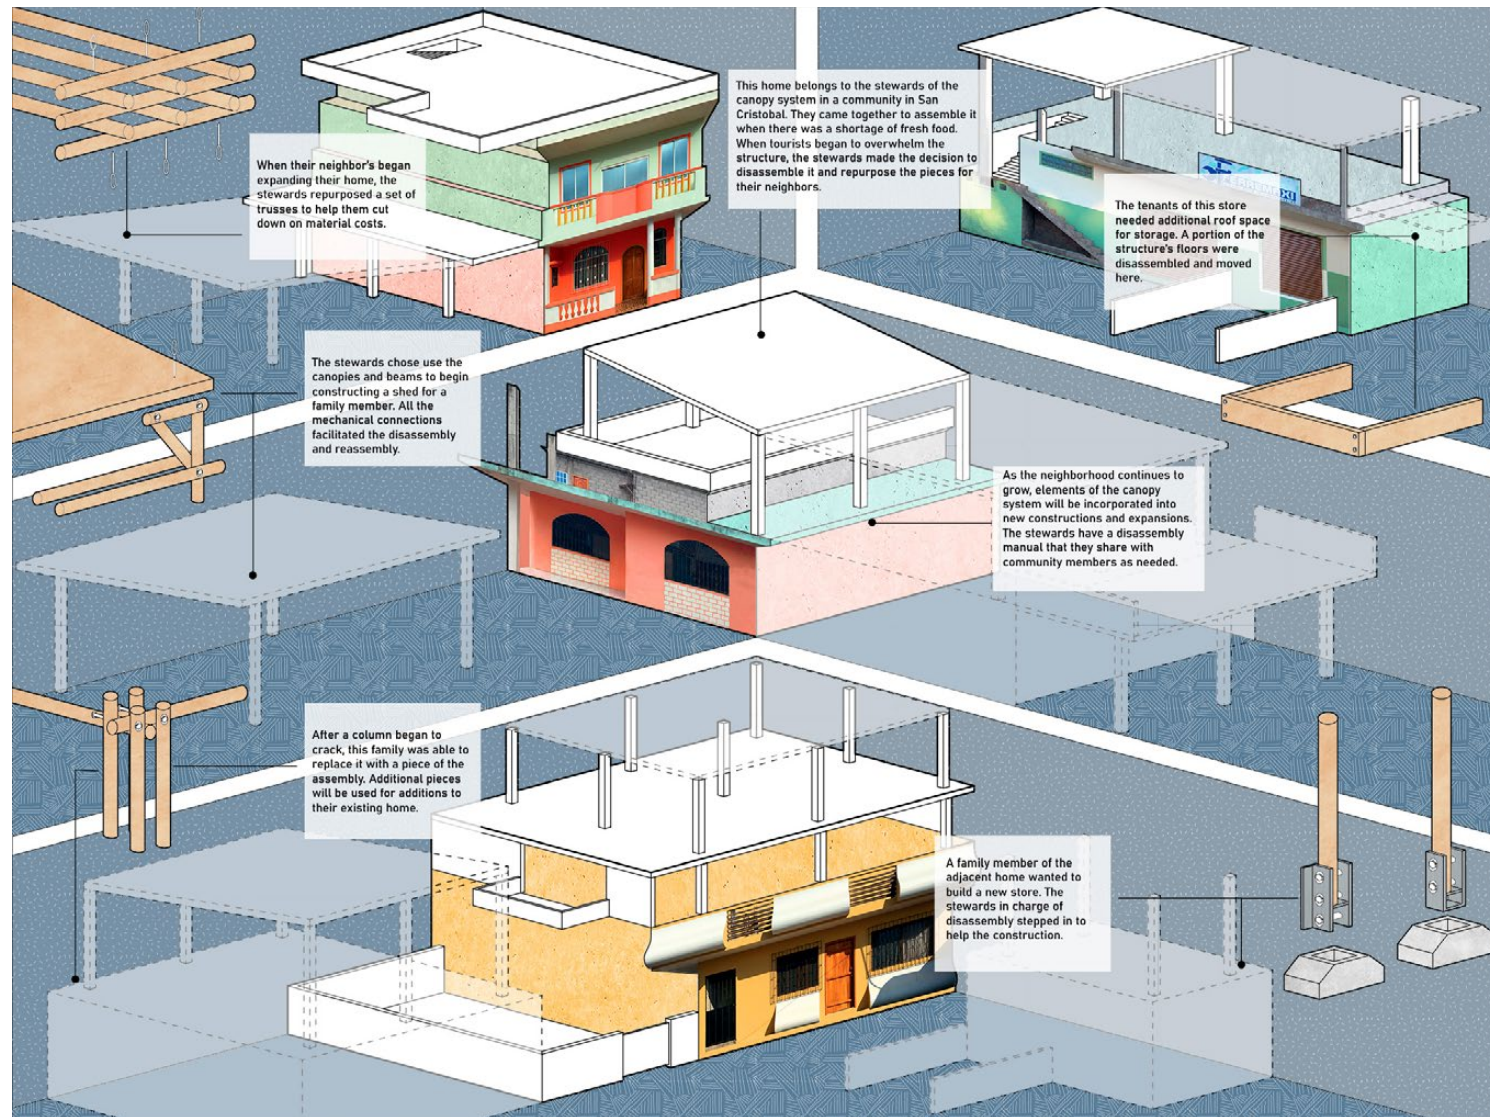 This home belongs to the stewards of the
canopy system in a community in San
Cristobal. They came together to assemble it
when there was a shortage of fresh food.
When tourists began to overwhelm the
structure, the stewards made the decision to
disassemble it and repurpose the pieces for
their neighbors.
When their neighbor's began
expanding their home, the
stewards repurposed a set of
trusses to help them cut
down on material costs.
The tenants of this store
needed additional roof space
for storage. A portion of the
structure's floors were
disassembled and moved
here.
The stewards chose use the
canopies and beams to begin
constructing a shed for a
family member. All the
mechanical connections
facilitated the disassembly
and reassembly.
As the neighborhood continues to
grow, elements of the canopy
system will be incorporated into
new constructions and expansions.
The stewards have a disassembly
manual that they share with
community members as needed.
After a column began to
crack, this family was able to
replace it with a piece of the
assembly. Additional pieces
will be used for additions to
their existing home.
A family member of the
adjacent home wanted to
build a new store. The
stewards in charge of
disassembly stepped in to
help the construction.